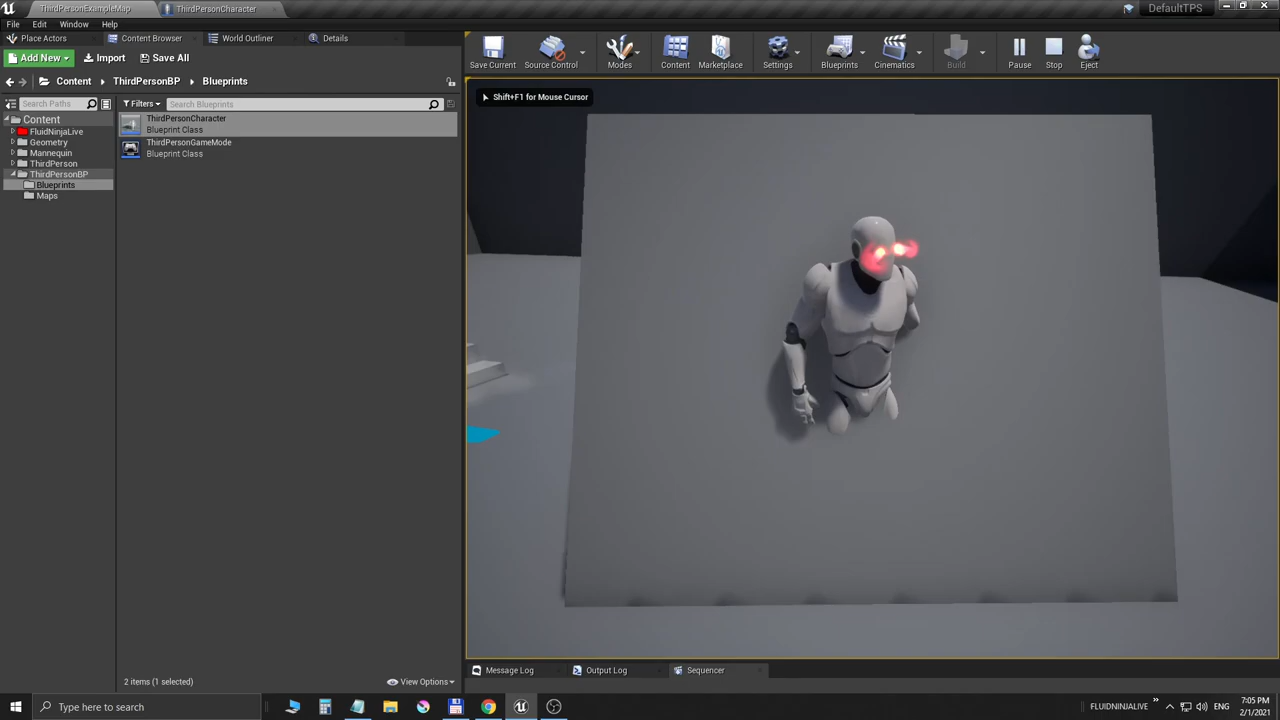 ThirdPersonExampleMap
ThirdPersonCharacter
DefaultTPS
File Edit Window Help
Place Actors
Content Browser
World Outliner
Details
Add New
Import
Save All
Save Current
Source Control
Modes
Content
Marketplace
Settings
Blueprints
Cinematics
Build
Pause
Stop
Eject
Content
ThirdPersonBP
Blueprints
Search Paths
Filters
Search Blueprints
Shift+F1 for Mouse Cursor
Content
FluidNinjaLive
Geometry
Mannequin
ThirdPerson
ThirdPersonBP
Blueprints
Maps
ThirdPersonCharacter
Blueprint Class
ThirdPersonGameMode
Blueprint Class
2 items (1 selected)
View Options
Message Log
Output Log
Sequencer
Type here to search
FLUIDNINJALIVE
ENG
7:05 PM
2/1/2021